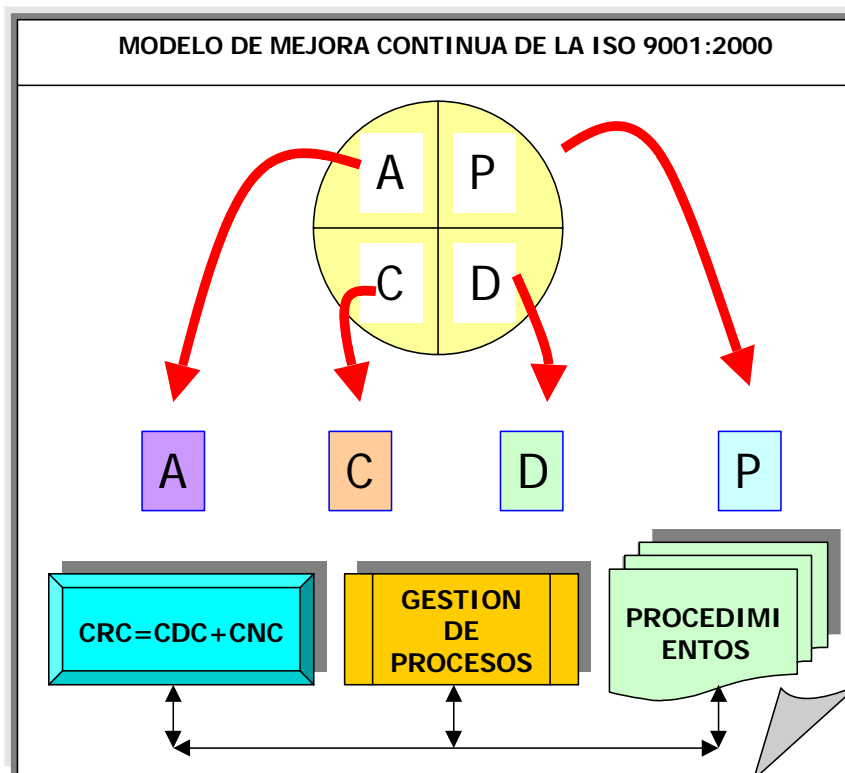 MODELO DE MEJORA CONTINUA DE LA ISO 9001:2000
A P
C D
A C D P
CRC=CDC+CNC
GESTION
DE
PROCESOS
PROCEDIMI
ENTOS